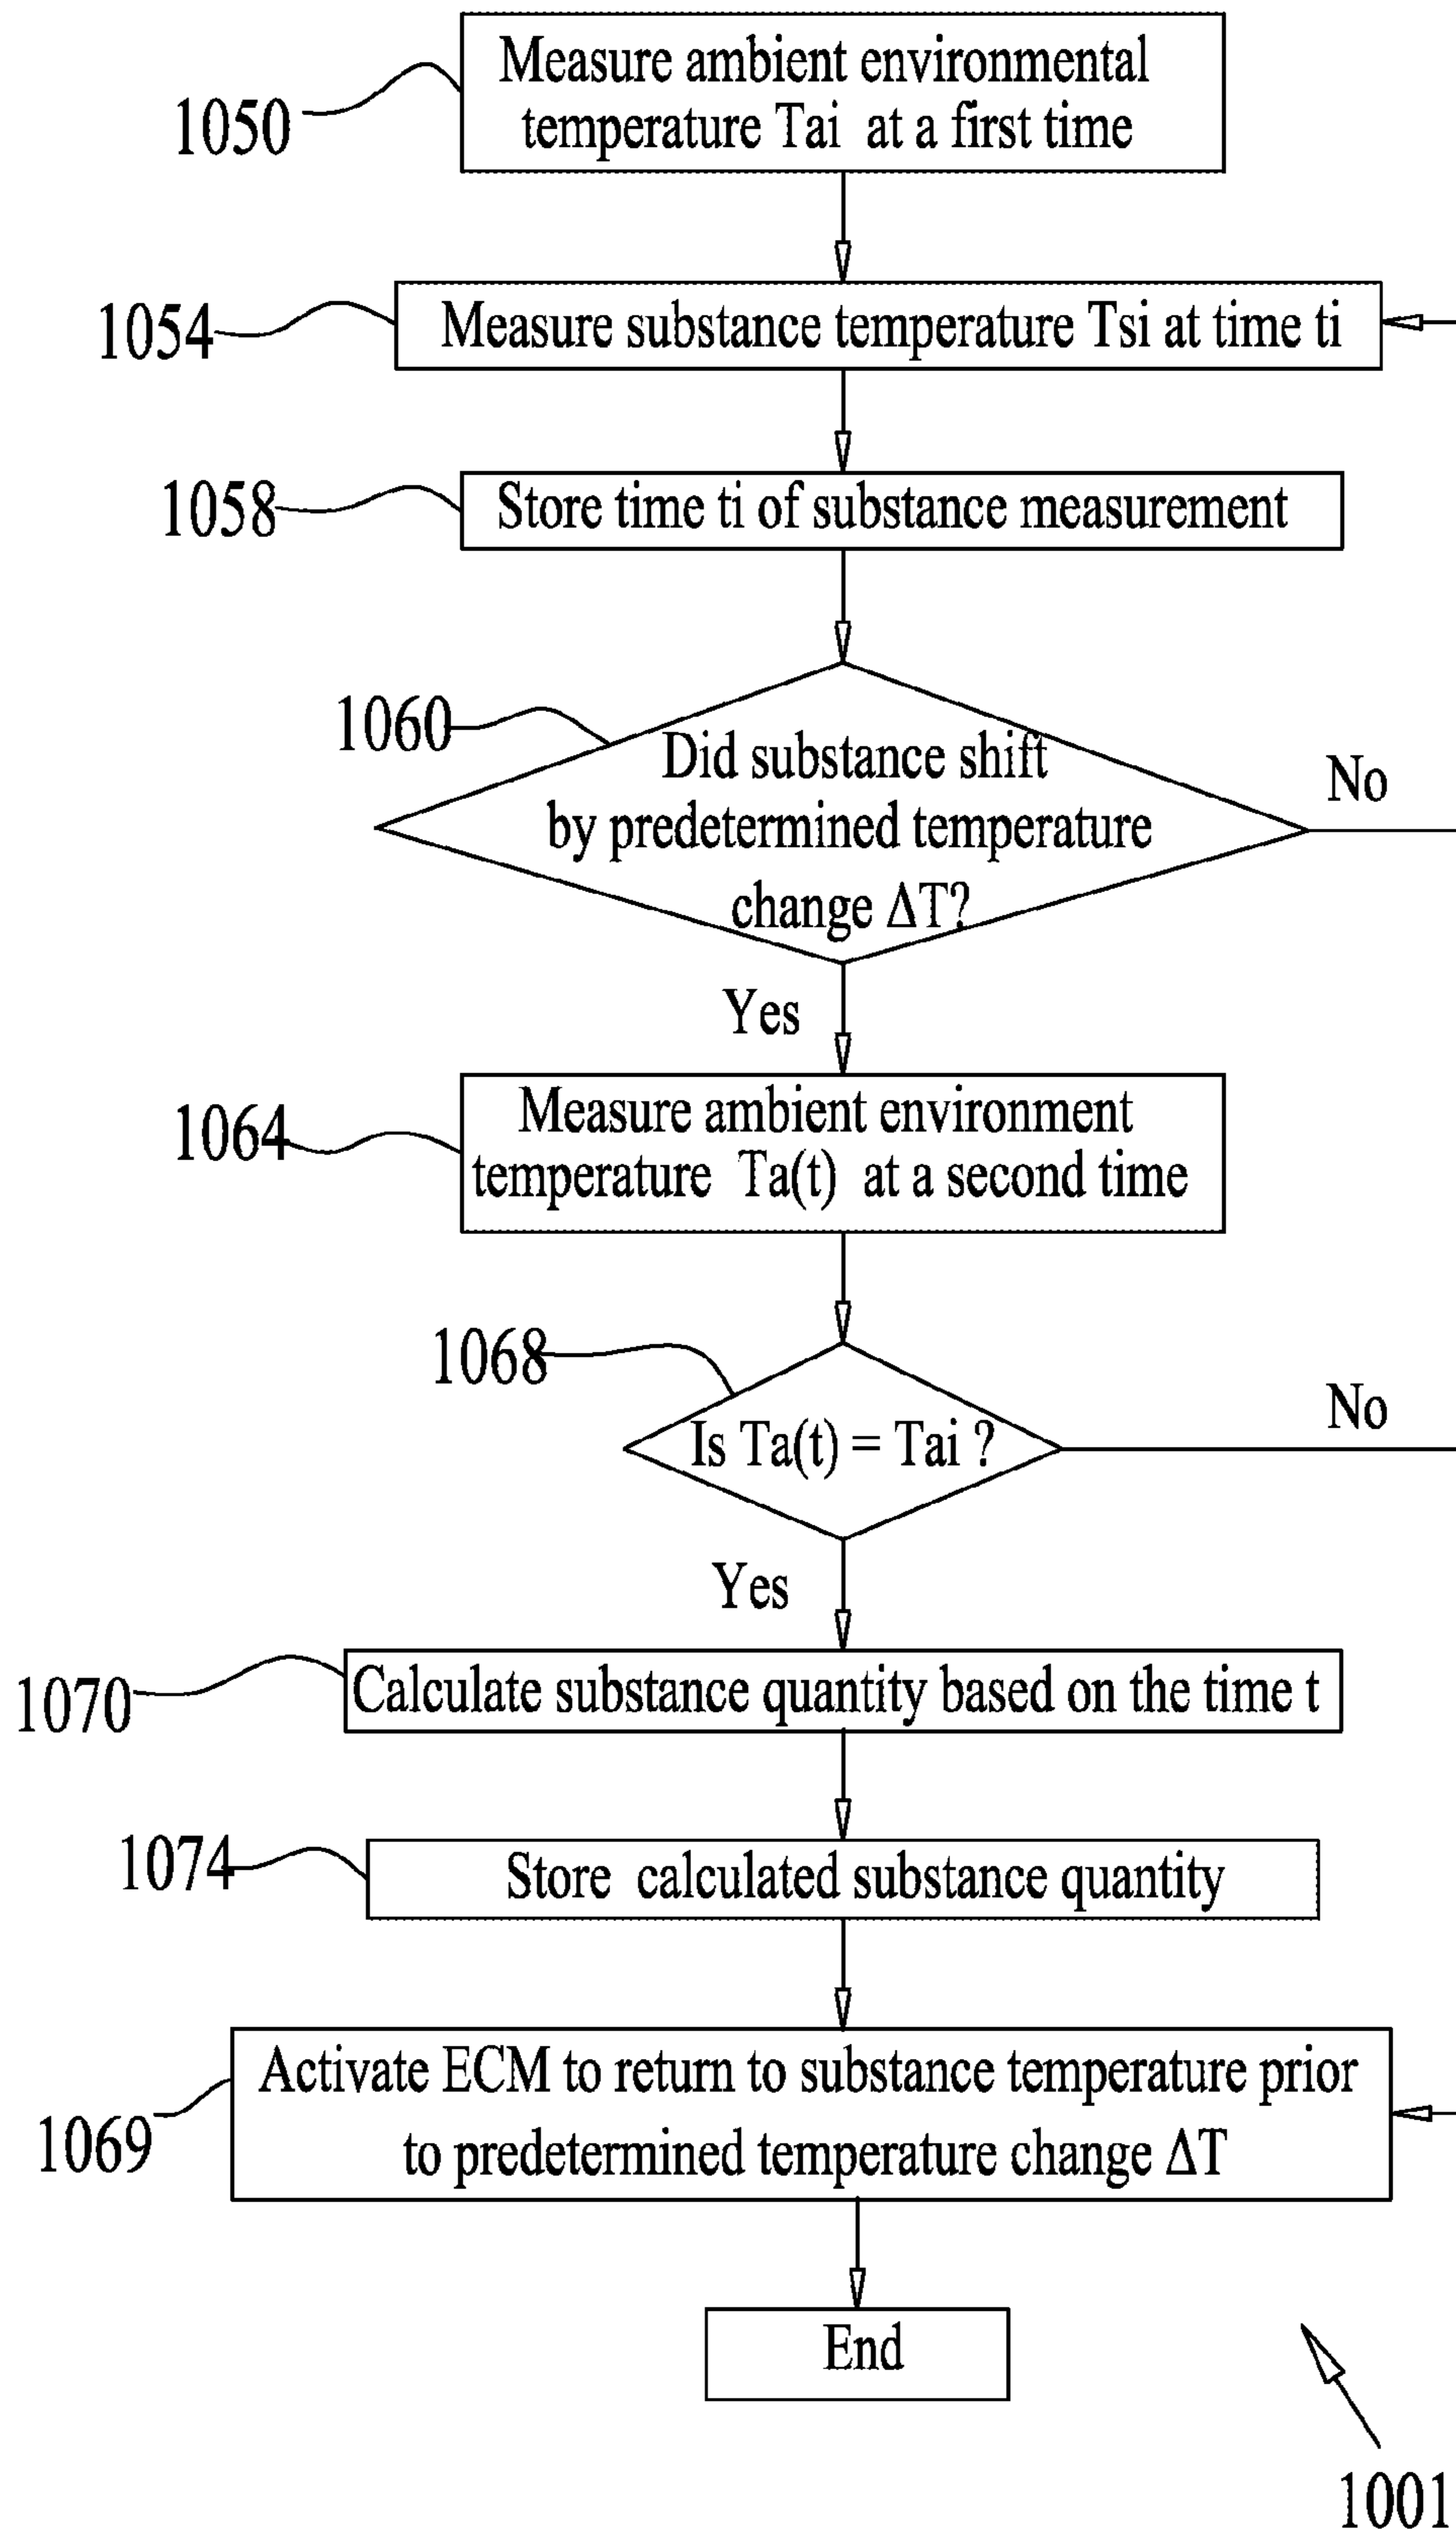 1050
Measure ambient environmental
temperature Tai at a first time
1054
Measure substance temperature Tsi at time ti
1058
Store time ti of substance measurement
1060
Did substance shift
by predetermined temperature
change ΔT?
No
Yes
1064
Measure ambient environment
temperature Ta(t) at a second time
1068
Is Ta(t) = Tai ?
No
Yes
1070
Calculate substance quantity based on the time t
1074
Store calculated substance quantity
1069
Activate ECM to return to substance temperature prior
to predetermined temperature change ΔT
End
1001